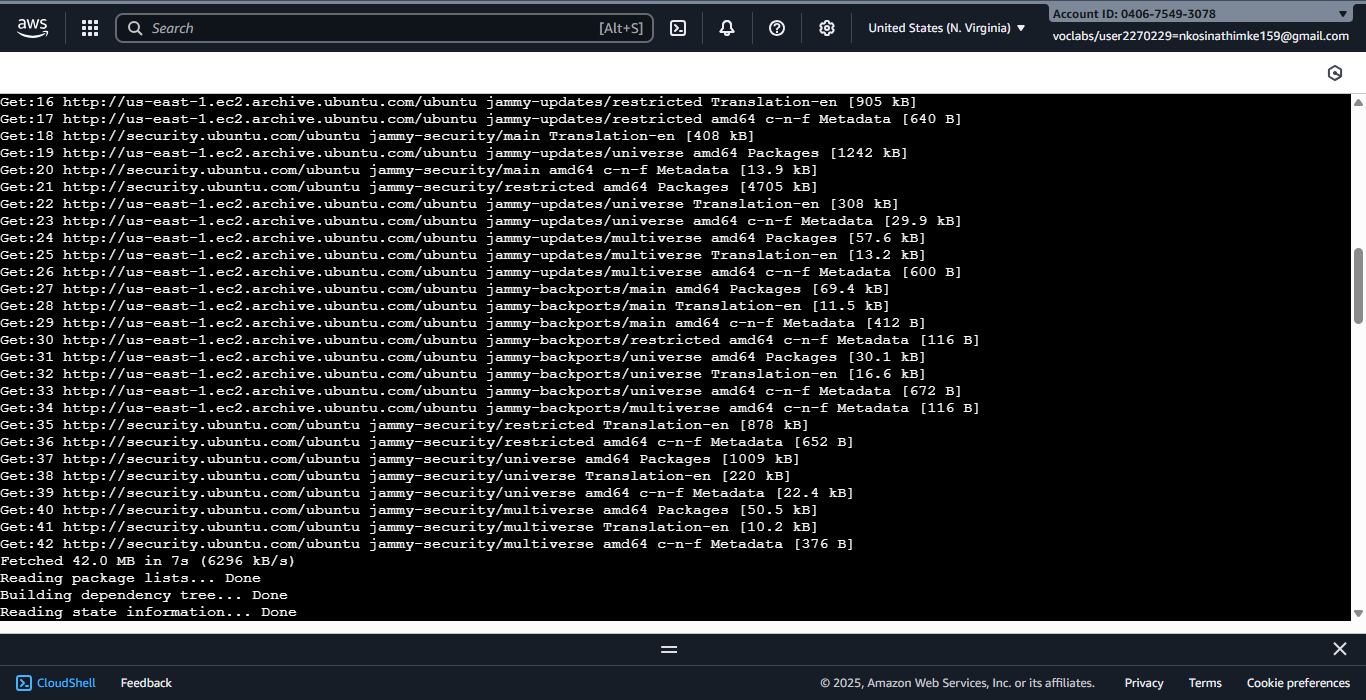 aws
Search
[Alt+S]
United States (N. Virginia)
Account ID: 0406-7549-3078
voclabs/user2270229=nkosinathimke159@gmail.com
Get:16 http://us-east-1.ec2.archive.ubuntu.com/ubuntu jammy-updates/restricted Translation-en [905 kB]
Get:17 http://us-east-1.ec2.archive.ubuntu.com/ubuntu jammy-updates/restricted amd64 c-n-f Metadata [640 B]
Get:18 http://security.ubuntu.com/ubuntu jammy-security/main Translation-en [408 kB]
Get:19 http://us-east-1.ec2.archive.ubuntu.com/ubuntu jammy-updates/universe amd64 Packages [1242 kB]
Get:20 http://security.ubuntu.com/ubuntu jammy-security/main amd64 c-n-f Metadata [13.9 kB]
Get:21 http://security.ubuntu.com/ubuntu jammy-security/restricted amd64 Packages [4705 kB]
Get:22 http://us-east-1.ec2.archive.ubuntu.com/ubuntu jammy-updates/universe Translation-en [308 kB]
Get:23 http://us-east-1.ec2.archive.ubuntu.com/ubuntu jammy-updates/universe amd64 c-n-f Metadata [29.9 kB]
Get:24 http://us-east-1.ec2.archive.ubuntu.com/ubuntu jammy-updates/multiverse amd64 Packages [57.6 kB]
Get:25 http://us-east-1.ec2.archive.ubuntu.com/ubuntu jammy-updates/multiverse Translation-en [13.2 kB]
Get:26 http://us-east-1.ec2.archive.ubuntu.com/ubuntu jammy-updates/multiverse amd64 c-n-f Metadata [600 B]
Get:27 http://us-east-1.ec2.archive.ubuntu.com/ubuntu jammy-backports/main amd64 Packages [69.4 kB]
Get:28 http://us-east-1.ec2.archive.ubuntu.com/ubuntu jammy-backports/main Translation-en [11.5 kB]
Get:29 http://us-east-1.ec2.archive.ubuntu.com/ubuntu jammy-backports/main amd64 c-n-f Metadata [412 B]
Get:30 http://us-east-1.ec2.archive.ubuntu.com/ubuntu jammy-backports/restricted amd64 c-n-f Metadata [116 B]
Get:31 http://us-east-1.ec2.archive.ubuntu.com/ubuntu jammy-backports/universe amd64 Packages [30.1 kB]
Get:32 http://us-east-1.ec2.archive.ubuntu.com/ubuntu jammy-backports/universe Translation-en [16.6 kB]
Get:33 http://us-east-1.ec2.archive.ubuntu.com/ubuntu jammy-backports/universe amd64 c-n-f Metadata [672 B]
Get:34 http://us-east-1.ec2.archive.ubuntu.com/ubuntu jammy-backports/multiverse amd64 c-n-f Metadata [116 B]
Get:35 http://security.ubuntu.com/ubuntu jammy-security/restricted Translation-en [878 kB]
Get:36 http://security.ubuntu.com/ubuntu jammy-security/restricted amd64 c-n-f Metadata [652 B]
Get:37 http://security.ubuntu.com/ubuntu jammy-security/universe amd64 Packages [1009 kB]
Get:38 http://security.ubuntu.com/ubuntu jammy-security/universe Translation-en [220 kB]
Get:39 http://security.ubuntu.com/ubuntu jammy-security/universe amd64 c-n-f Metadata [22.4 kB]
Get:40 http://security.ubuntu.com/ubuntu jammy-security/multiverse amd64 Packages [50.5 kB]
Get:41 http://security.ubuntu.com/ubuntu jammy-security/multiverse Translation-en [10.2 kB]
Get:42 http://security.ubuntu.com/ubuntu jammy-security/multiverse amd64 c-n-f Metadata [376 B]
Fetched 42.0 MB in 7s (6296 kB/s)
Reading package lists... Done
Building dependency tree... Done
Reading state information... Done
CloudShell
Feedback
© 2025, Amazon Web Services, Inc. or its affiliates.
Privacy
Terms
Cookie preferences